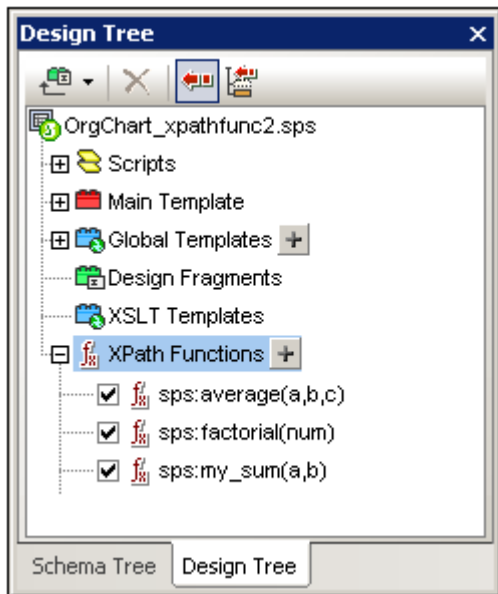 Design Tree
OrgChart_xpathfunc2.sps
Scripts
Main Template
Global Templates
Design Fragments
XSLT Templates
XPath Functions
sps:average(a,b,c)
sps:factorial(num)
sps:my_sum(a,b)
Schema Tree Design Tree